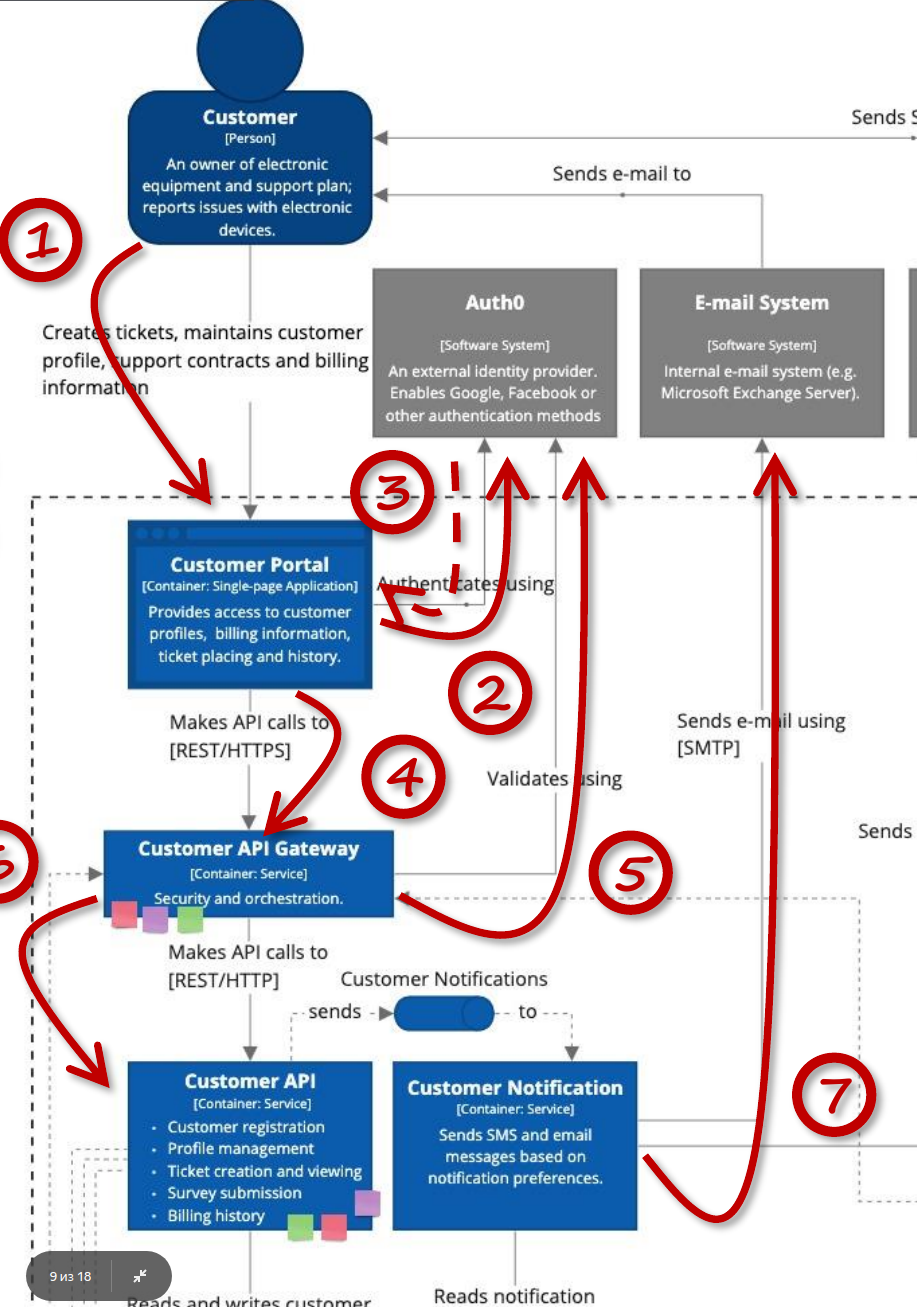 Customer
[Person]
An owner of electronic
equipment and support plan;
reports issues with electronic
devices.
Sends S
Sends e-mail to
1
Creates tickets, maintains customer
profile, support contracts and billing
information
Auth0
[Software System]
An external identity provider.
Enables Google, Facebook or
other authentication methods
E-mail System
[Software System]
Internal e-mail system (e.g.
Microsoft Exchange Server).
3
Customer Portal
[Container: Single-page Application]
Provides access to customer
profiles, billing information,
ticket placing and history.
Authenticates using
2
Makes API calls to
[REST/HTTPS]
4
Sends e-mail using
[SMTP]
Validates using
Sends
Customer API Gateway
[Container: Service]
Security and orchestration.
5
6
Makes API calls to
[REST/HTTP]
Customer Notifications
sends
to
Customer API
[Container: Service]
• Customer registration
• Profile management
• Ticket creation and viewing
• Survey submission
• Billing history
Customer Notification
[Container: Service]
Sends SMS and email
messages based on
notification preferences.
7
9 из 18
Reads and writes customer
Reads notification